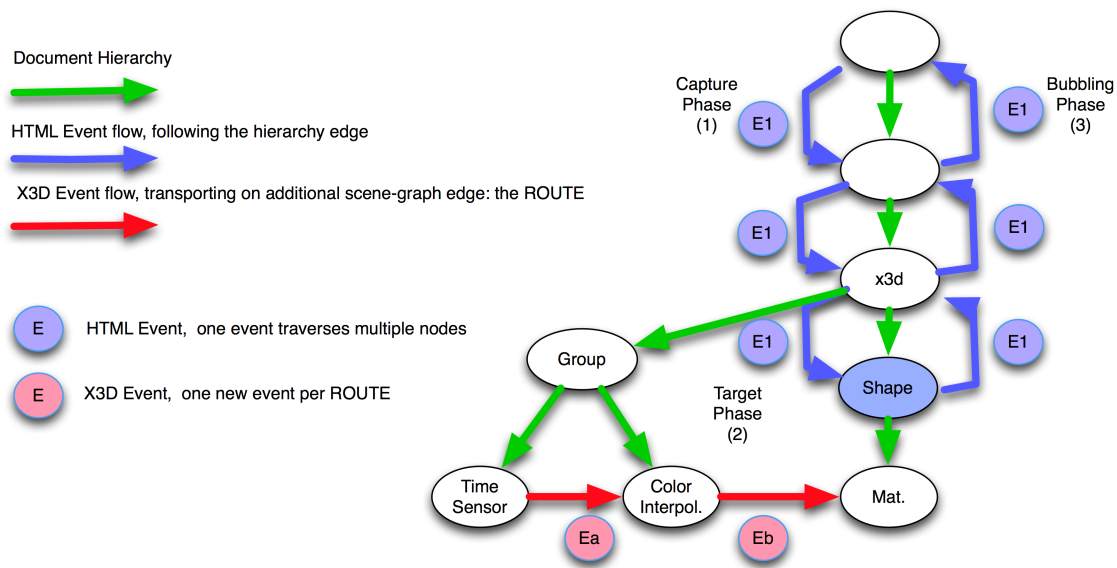 Document Hierarchy
HTML Event flow, following the hierarchy edge
X3D Event flow, transporting on additional scene-graph edge: the ROUTE
E
HTML Event, one event traverses multiple nodes
E
X3D Event, one new event per ROUTE
Capture
Phase
(1)
E1
E1
Bubbling
Phase
(3)
E1
E1
x3d
E1
E1
Group
Target
Phase
(2)
Shape
Time
Sensor
Color
Interpol.
Mat.
Ea
Eb